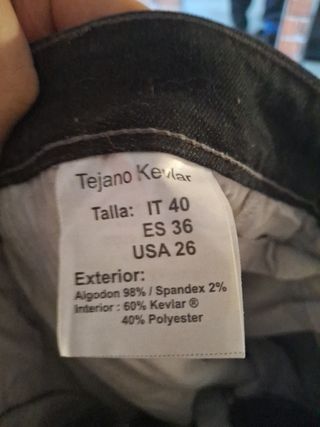 Tejano Kevlar
Talla: IT 40
ES 36
USA 26
Exterior:
Algodon 98% / Spandex 2%
Interior : 60% Kevlar ®
40% Polyester